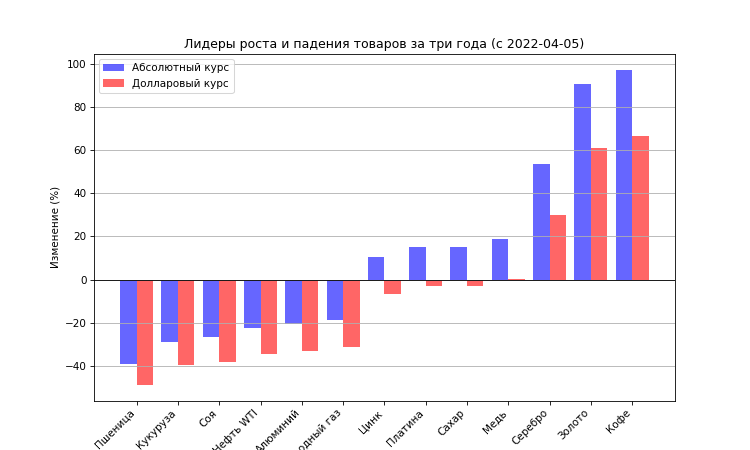 Лидеры роста и падения товаров за три года (с 2022-04-05)
Абсолютный курс
Долларовый курс
Изменение (%)
100
80
60
40
20
0
−20
−40
Пшеница
Кукуруза
Соя
Нефть WTI
Алюминий
одный газ
Цинк
Платина
Сахар
Медь
Серебро
Золото
Кофе